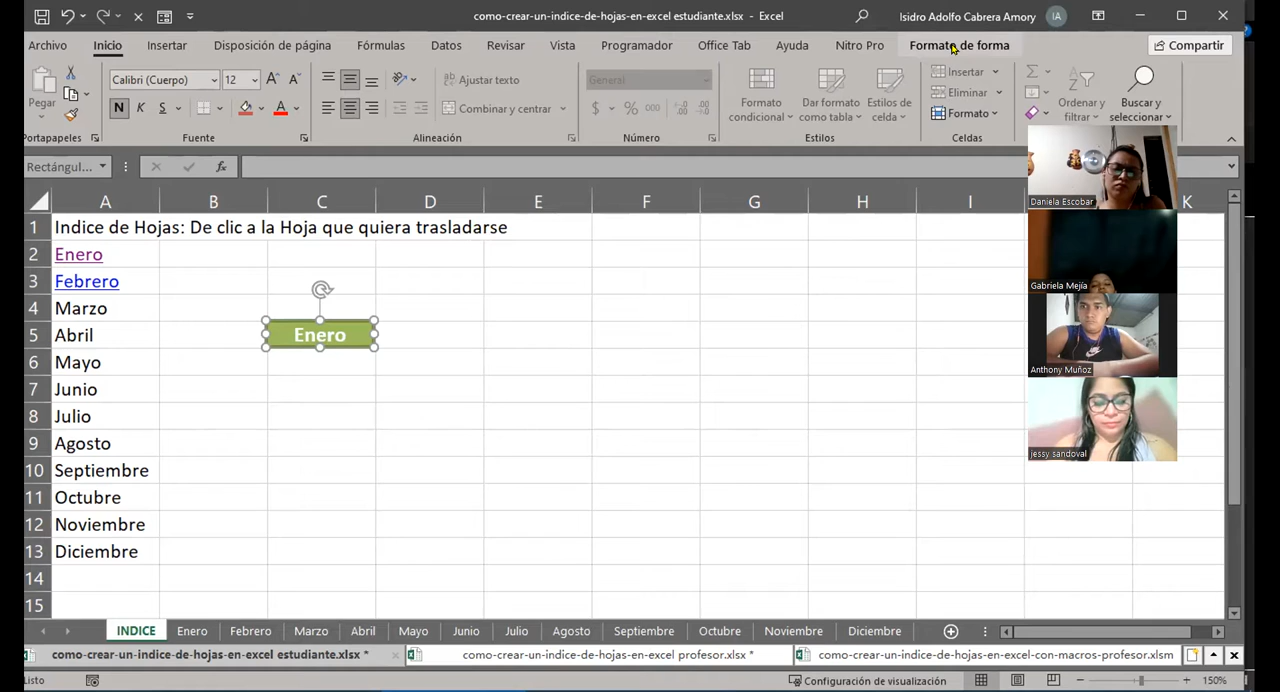 como-crear-un-indice-de-hojas-en-excel estudiante.xlsx - Excel
Isidro Adolfo Cabrera Amory
IA
Archivo
Inicio
Insertar
Disposición de página
Fórmulas
Datos
Revisar
Vista
Programador
Office Tab
Ayuda
Nitro Pro
Formato de forma
Compartir
Pegar
Calibri (Cuerpo)
12
N K S
Ajustar texto
Combinar y centrar
General
$ % 000
Formato condicional
Dar formato como tabla
Estilos de celda
Insertar
Eliminar
Formato
Ordenar y filtrar
Buscar y seleccionar
Portapapeles
Fuente
Alineación
Número
Estilos
Celdas
Rectángul...
fx
A B C D E F G H I K
1 Indice de Hojas: De clic a la Hoja que quiera trasladarse
2 Enero
3 Febrero
4 Marzo
5 Abril
Enero
6 Mayo
7 Junio
8 Julio
9 Agosto
10 Septiembre
11 Octubre
12 Noviembre
13 Diciembre
14
15
Daniela Escobar
Gabriela Mejía
Anthony Muñoz
jessy sandoval
INDICE Enero Febrero Marzo Abril Mayo Junio Julio Agosto Septiembre Octubre Noviembre Diciembre
como-crear-un-indice-de-hojas-en-excel estudiante.xlsx *
como-crear-un-indice-de-hojas-en-excel profesor.xlsx *
como-crear-un-indice-de-hojas-en-excel-con-macros-profesor.xlsm
Listo
Configuración de visualización
150%